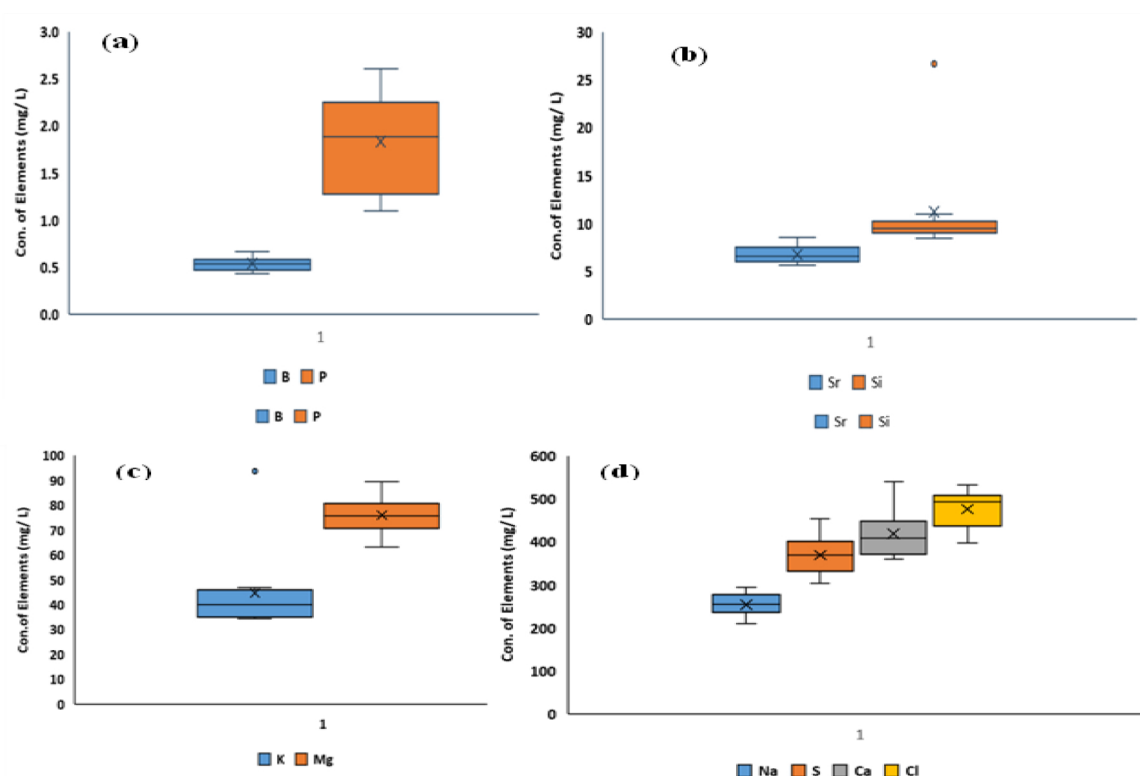 (a)
Con. of Elements (mg/ L)
3.0
2.5
2.0
1.5
1.0
0.5
0.0
1
B P
B P
(b)
Con.of Elements (mg/ L)
30
25
20
15
10
5
0
1
Sr Si
Sr Si
(c)
Con.of Elements (mg/ L)
100
90
80
70
60
50
40
30
20
10
0
1
K Mg
(d)
Con. of Elements (mg/ L)
600
500
400
300
200
100
0
1
Na S Ca Cl